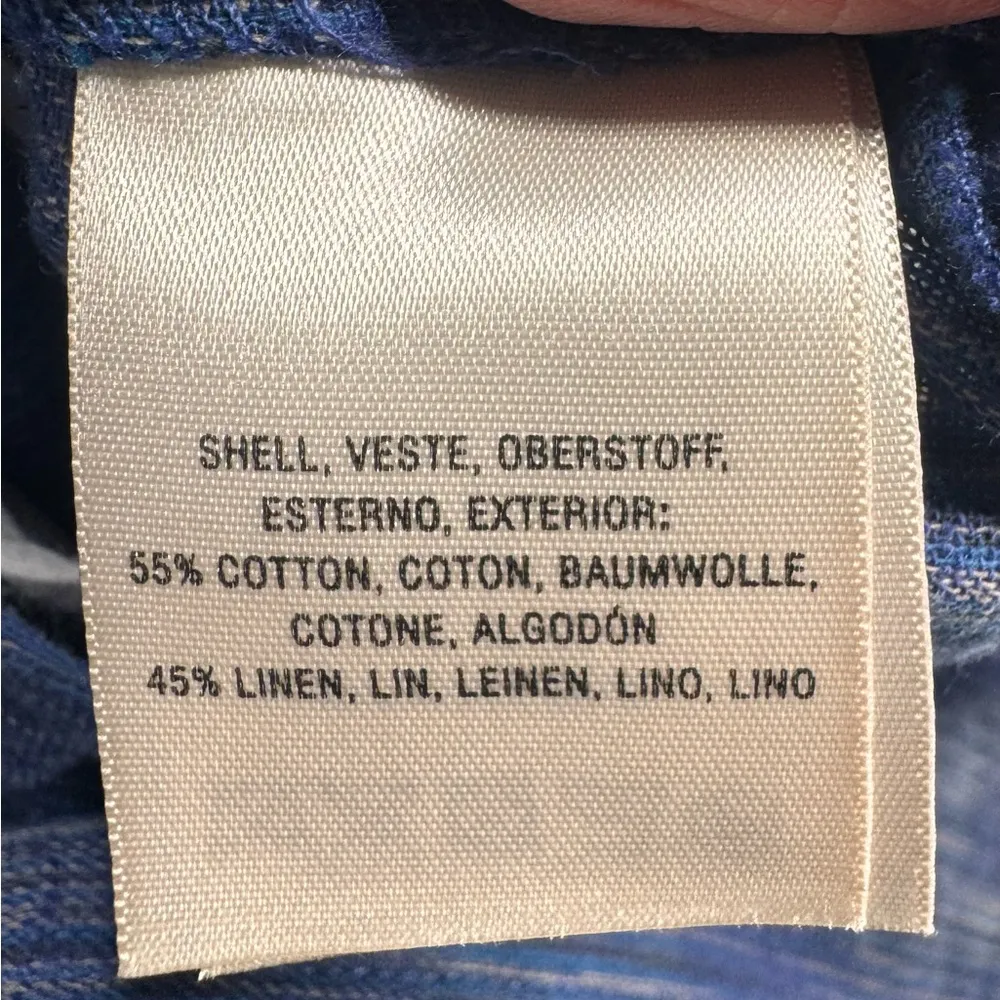 SHELL, VESTE, OBERSTOFF,
ESTERNO, EXTERIOR:
55% COTTON, COTON, BAUMWOLLE,
COTONE, ALGODÓN
45% LINEN, LIN, LEINEN, LINO, LINO